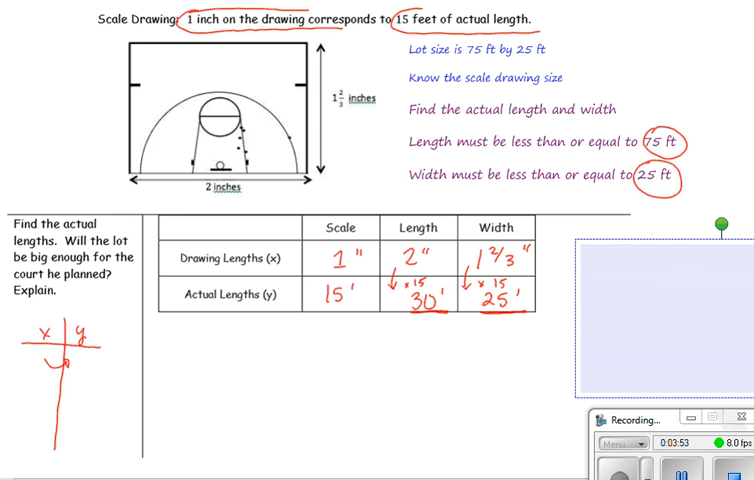 Scale Drawing: 1 inch on the drawing corresponds to 15 feet of actual length.
Lot size is 75 ft by 25 ft
Know the scale drawing size
1 2/3 inches
Find the actual length and width
Length must be less than or equal to 75 ft
Width must be less than or equal to 25 ft
2 inches
Find the actual
lengths. Will the lot
be big enough for the
court he planned?
Explain.
Scale Length Width
Drawing Lengths (x) 1" 2" 1 2/3"
x 15 x 15
Actual Lengths (y) 15' 30' 25'
x y
Recording...
Menu 0:03:53 8.0 fps